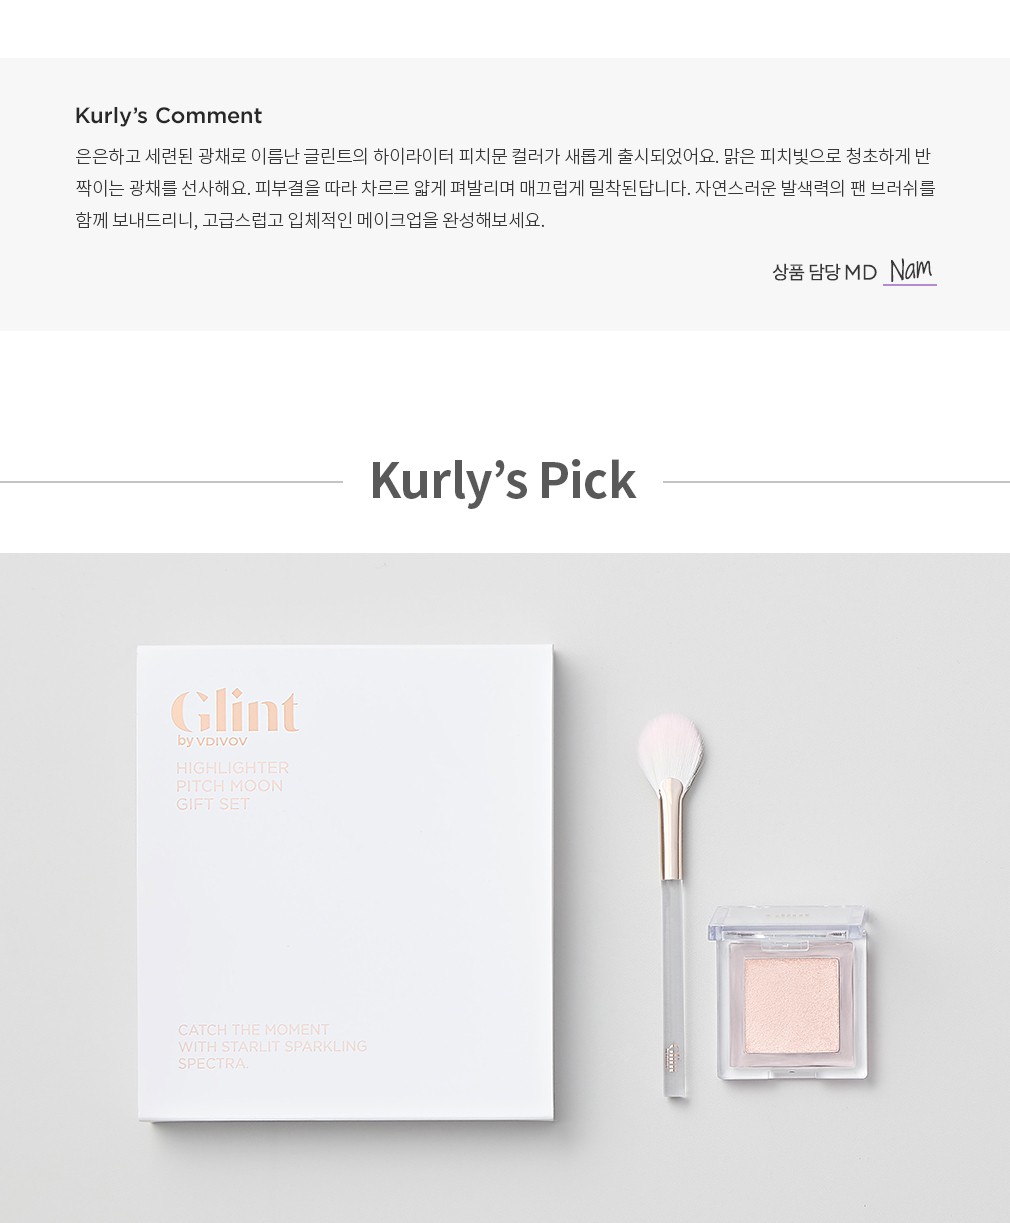 Kurly’s Comment
은은하고 세련된 광채로 이름난 글린트의 하이라이터 피치문 컬러가 새롭게 출시되었어요. 맑은 피치빛으로 청초하게 반
짝이는 광채를 선사해요. 피부결을 따라 차르르 얇게 펴발리며 매끄럽게 밀착된답니다. 자연스러운 발색력의 팬 브러쉬를
함께 보내드리니, 고급스럽고 입체적인 메이크업을 완성해보세요.
상품 담당 MD Nam
Kurly’s Pick
Glint
by VDIVOV
HIGHLIGHTER
PITCH MOON
GIFT SET
CATCH THE MOMENT
WITH STARLIT SPARKLING
SPECTRA.